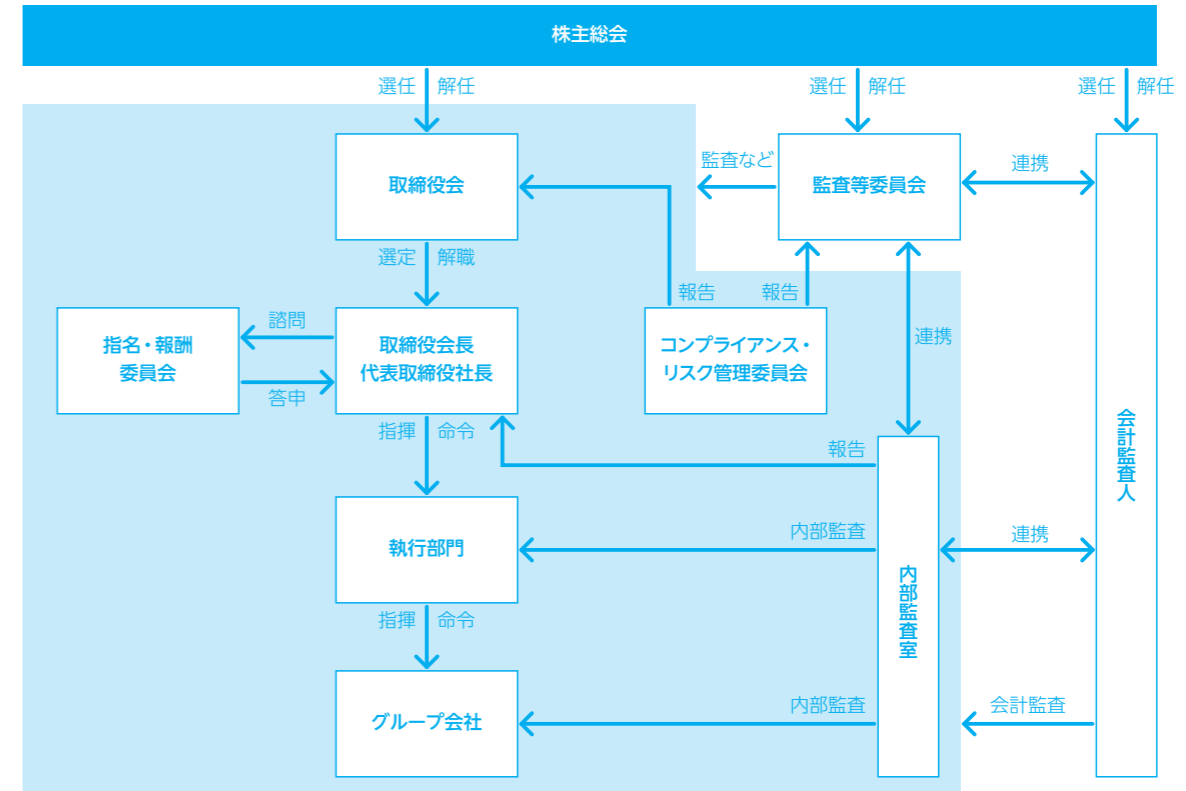 株主総会
選任 解任
選任 解任
選任 解任
取締役会
監査など
監査等委員会
連携
選定 解職
報告
報告
連携
指名・報酬
委員会
諮問
答申
取締役会長
代表取締役社長
コンプライアンス・
リスク管理委員会
指揮 命令
報告
会計監査人
執行部門
内部監査
連携
内部監査室
指揮 命令
グループ会社
内部監査
会計監査